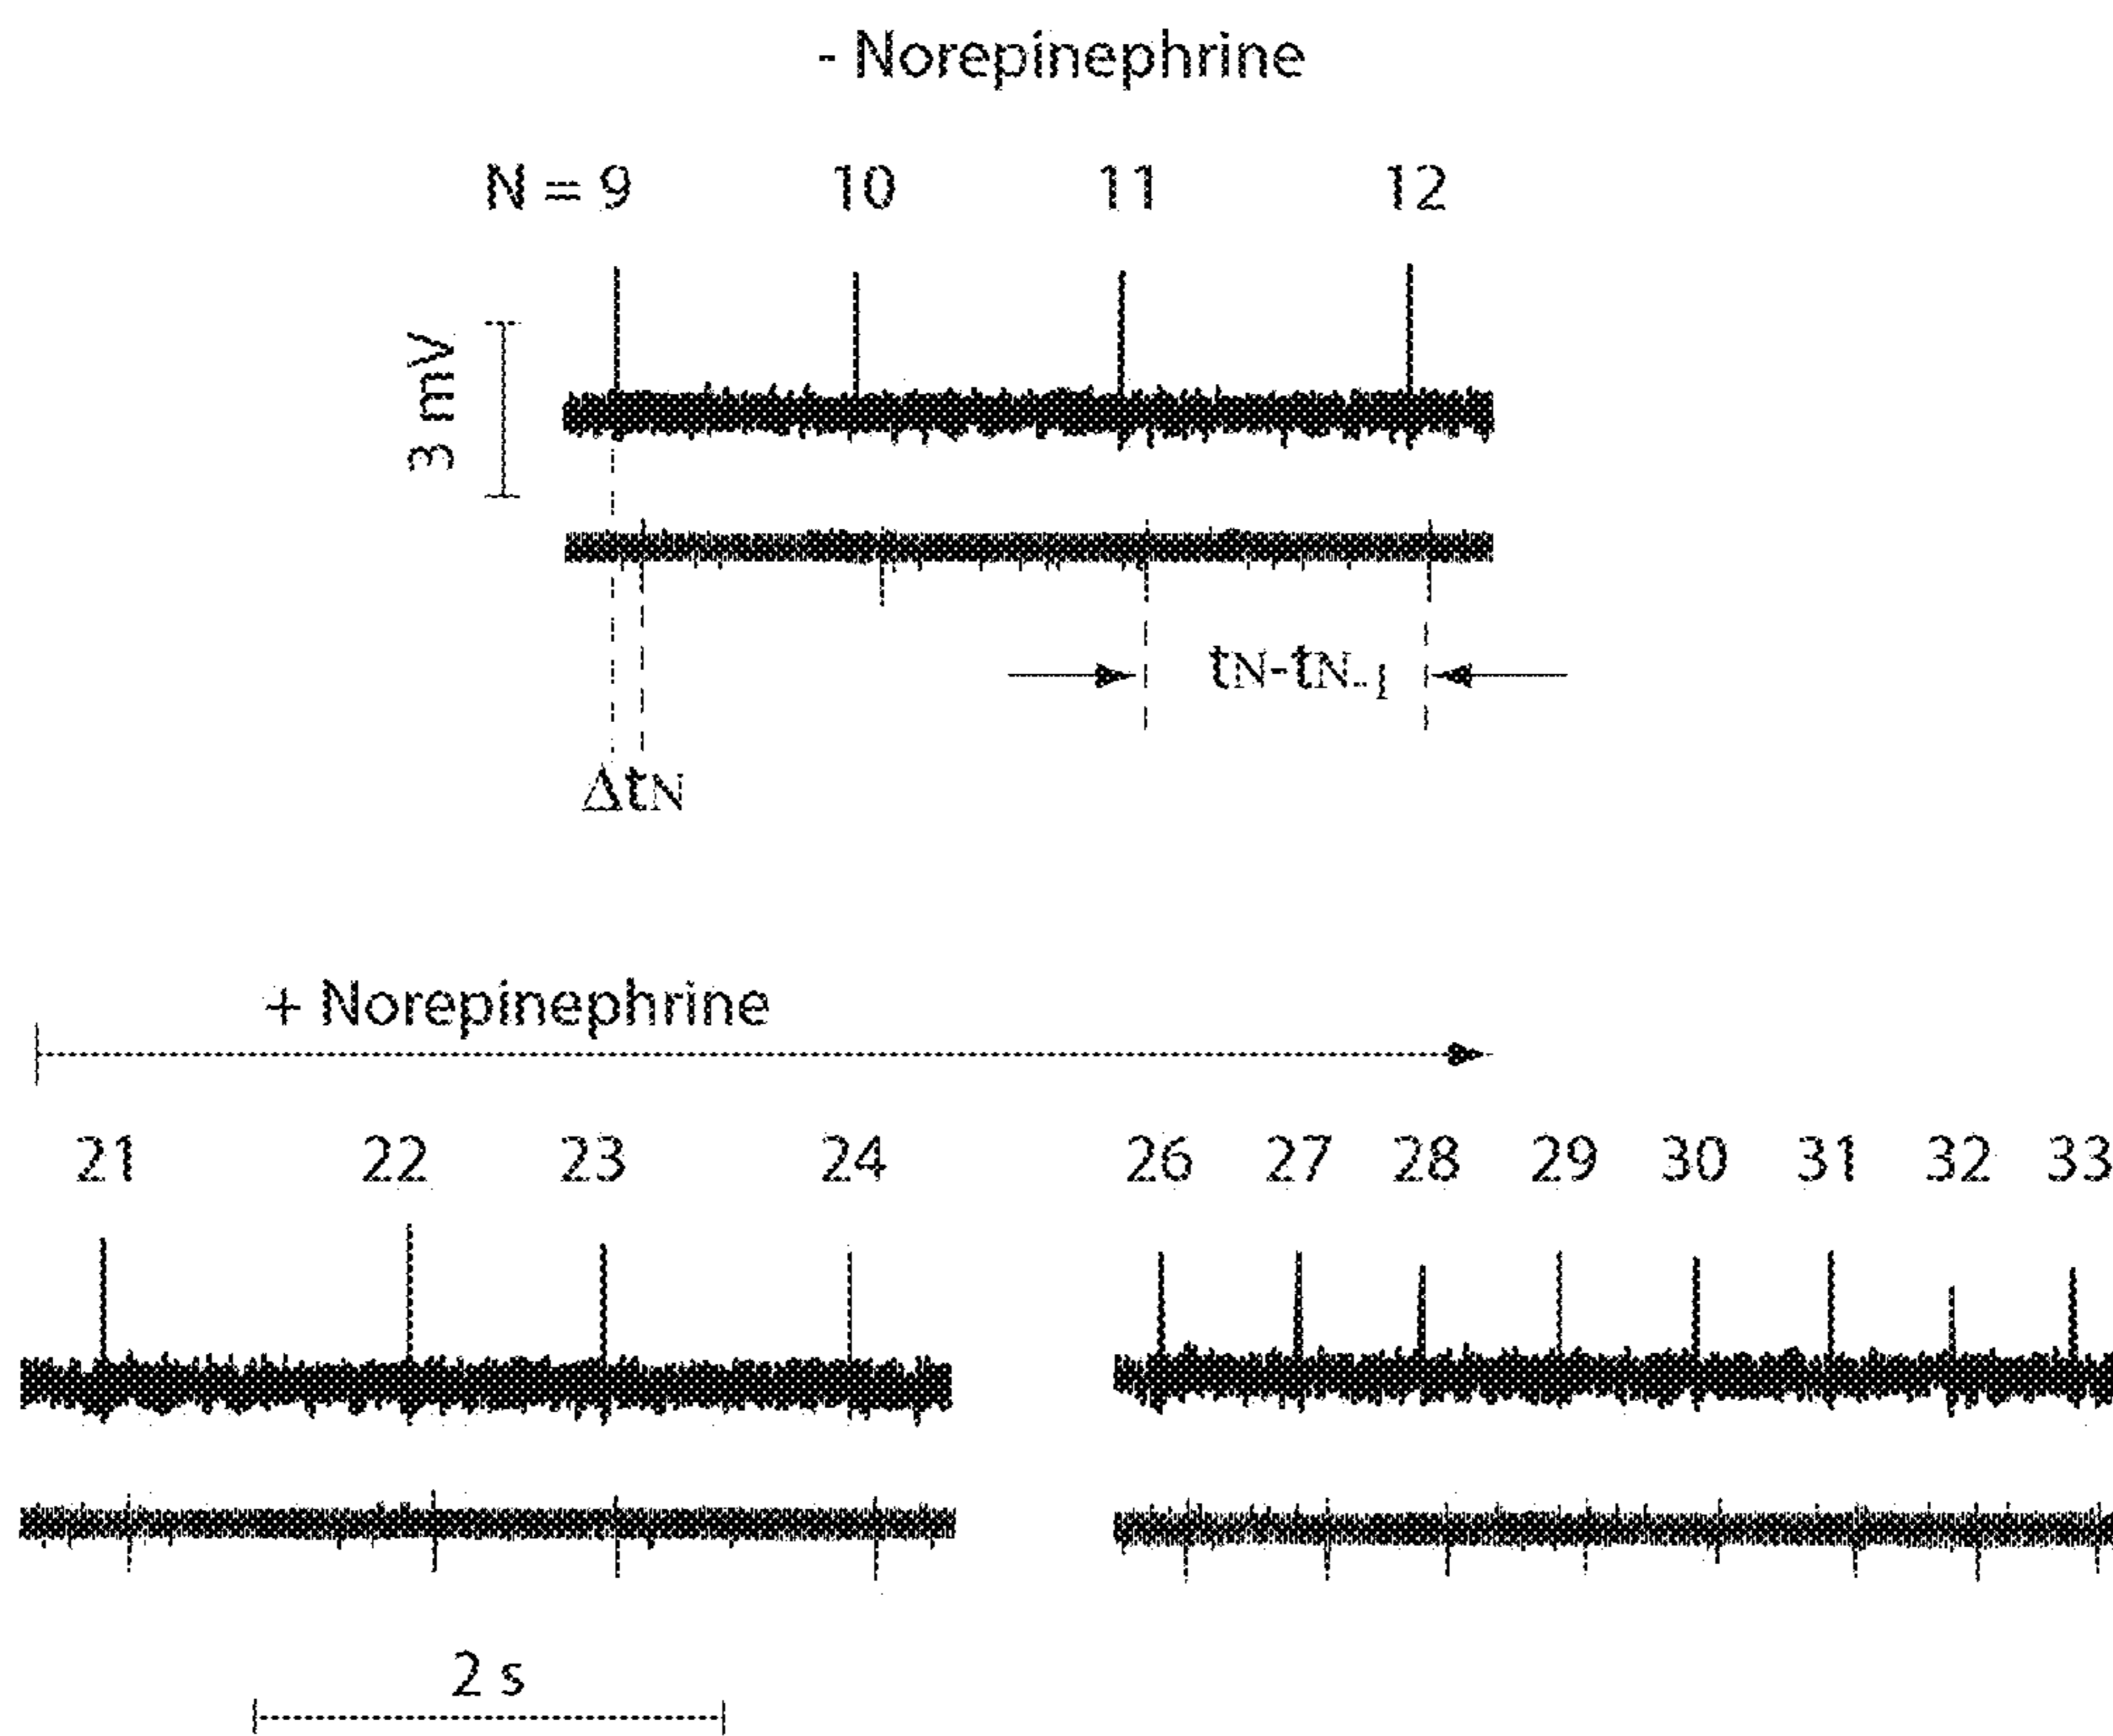 - Norepinephrine
N = 9 10 11 12
3 mV
tN-tN-1
ΔtN
+ Norepinephrine
21 22 23 24 26 27 28 29 30 31 32 33
2 s